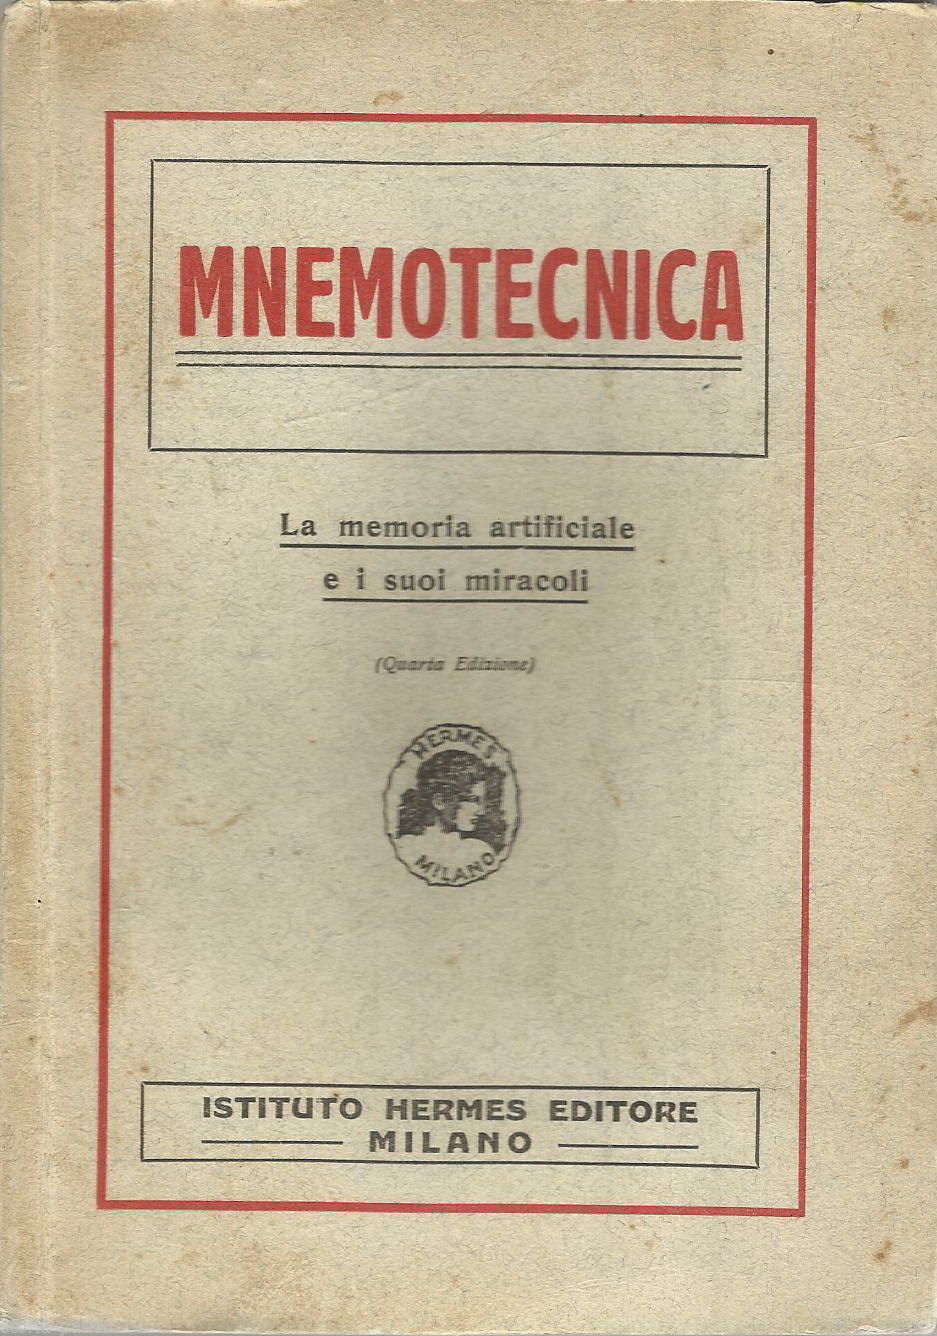 MNEMOTECNICA
La memoria artificiale
e i suoi miracoli
(Quarta Edizione)
HERMES
MILANO
ISTITUTO HERMES EDITORE
MILANO